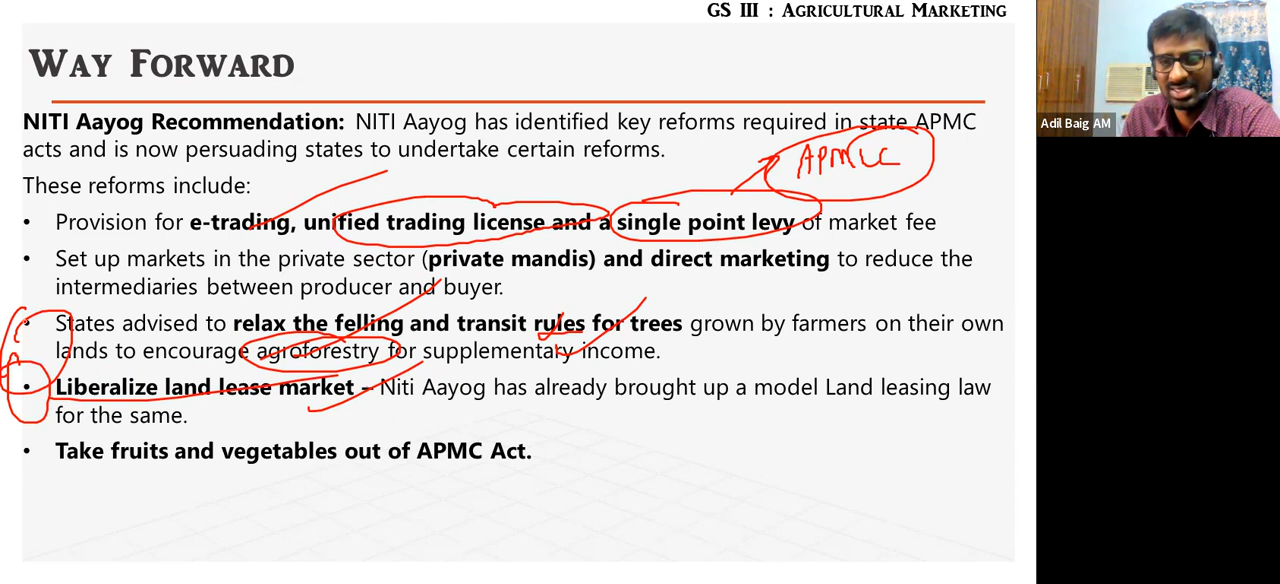 GS III : Agricultural Marketing
Way Forward
NITI Aayog Recommendation: NITI Aayog has identified key reforms required in state APMC
acts and is now persuading states to undertake certain reforms.
APMLC
These reforms include:
• Provision for e-trading, unified trading license and a single point levy of market fee
• Set up markets in the private sector (private mandis) and direct marketing to reduce the
intermediaries between producer and buyer.
• States advised to relax the felling and transit rules for trees grown by farmers on their own
lands to encourage agroforestry for supplementary income.
• Liberalize land lease market – Niti Aayog has already brought up a model Land leasing law
for the same.
• Take fruits and vegetables out of APMC Act.
Adil Baig AM